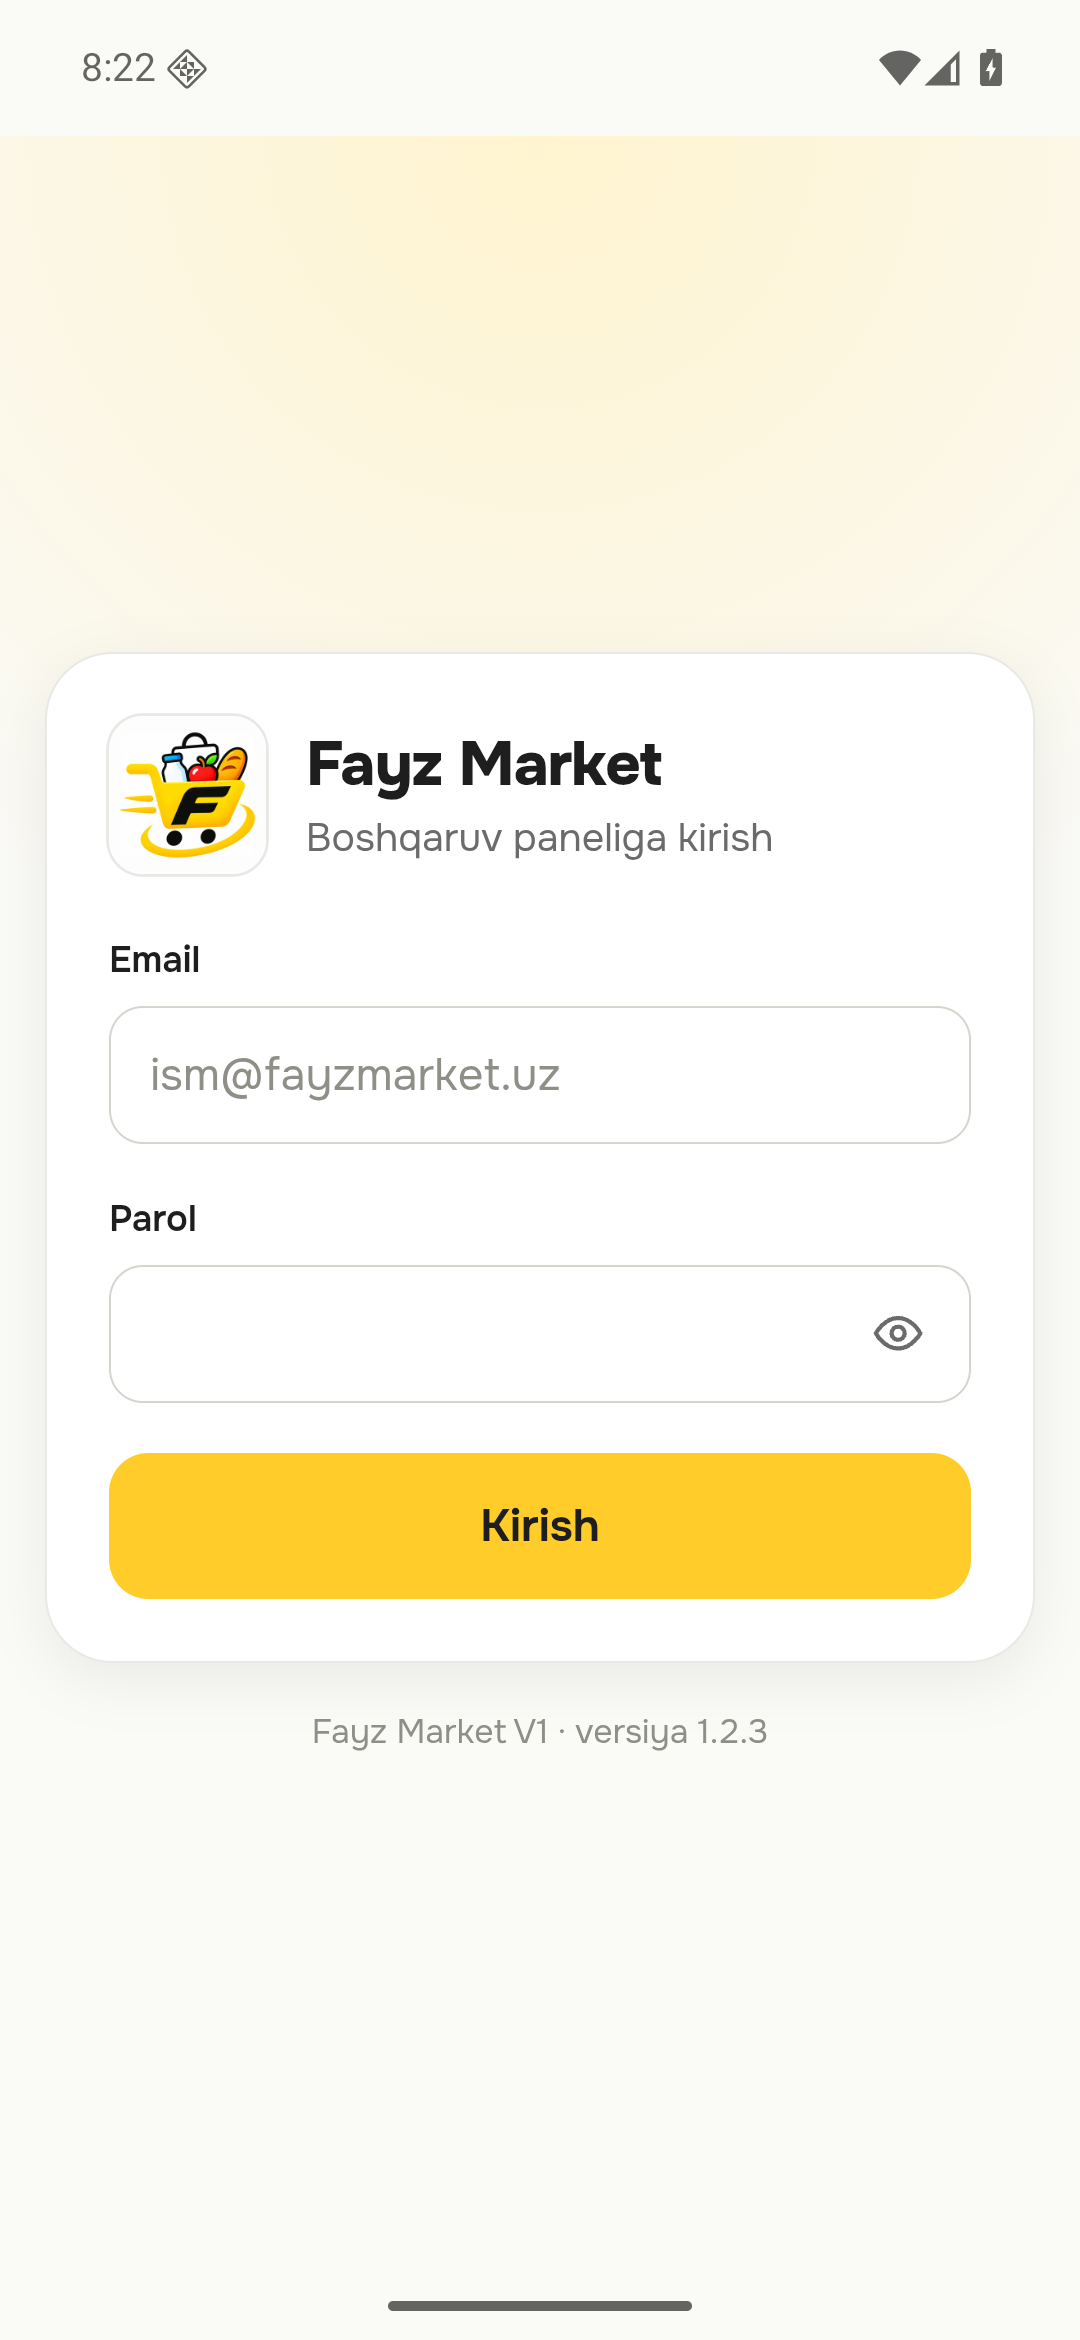 8:22
F
Fayz Market
Boshqaruv paneliga kirish
Email
ism@fayzmarket.uz
Parol
Kirish
Fayz Market V1 · versiya 1.2.3